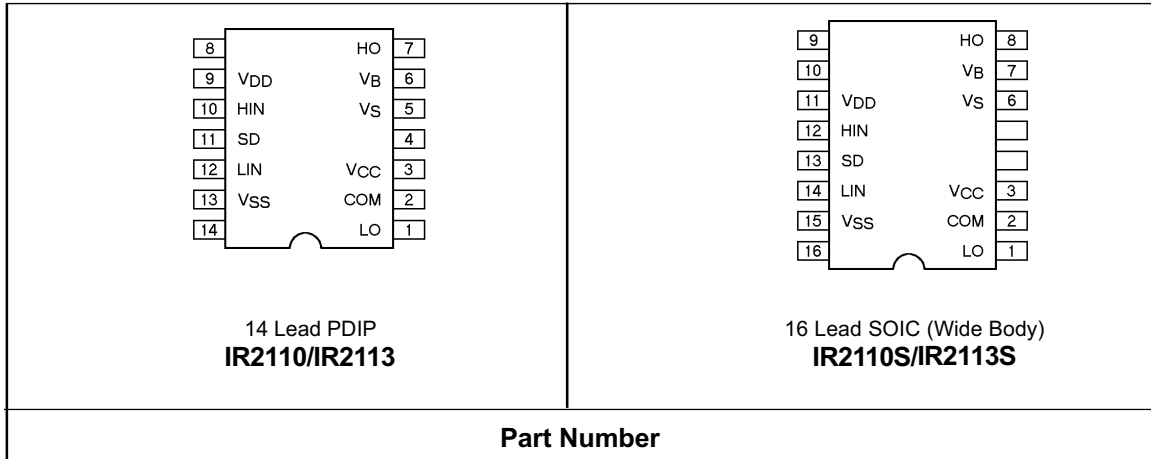 8 HO 7
9 VDD VB 6
10 HIN VS 5
11 SD 4
12 LIN VCC 3
13 VSS COM 2
14 LO 1
14 Lead PDIP
IR2110/IR2113
9 HO 8
10 VB 7
11 VDD VS 6
12 HIN
13 SD
14 LIN VCC 3
15 VSS COM 2
16 LO 1
16 Lead SOIC (Wide Body)
IR2110S/IR2113S
Part Number